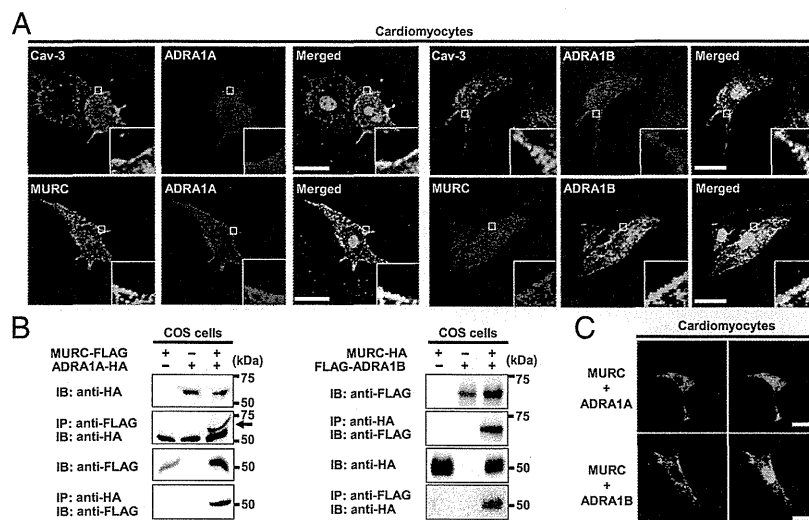 A
Cardiomyocytes
Cav-3 ADRA1A Merged Cav-3 ADRA1B Merged
MURC ADRA1A Merged MURC ADRA1B Merged
B
COS cells
MURC-FLAG + − +
ADRA1A-HA − + +
(kDa)
IB: anti-HA
75
50
IP: anti-FLAG
IB: anti-HA
75
50
IB: anti-FLAG
50
IP: anti-HA
IB: anti-FLAG
50
COS cells
MURC-HA + − +
FLAG-ADRA1B − + +
(kDa)
IB: anti-FLAG
75
IP: anti-HA
IB: anti-FLAG
75
IB: anti-HA
50
IP: anti-FLAG
IB: anti-HA
50
C
Cardiomyocytes
MURC
+
ADRA1A
MURC
+
ADRA1B